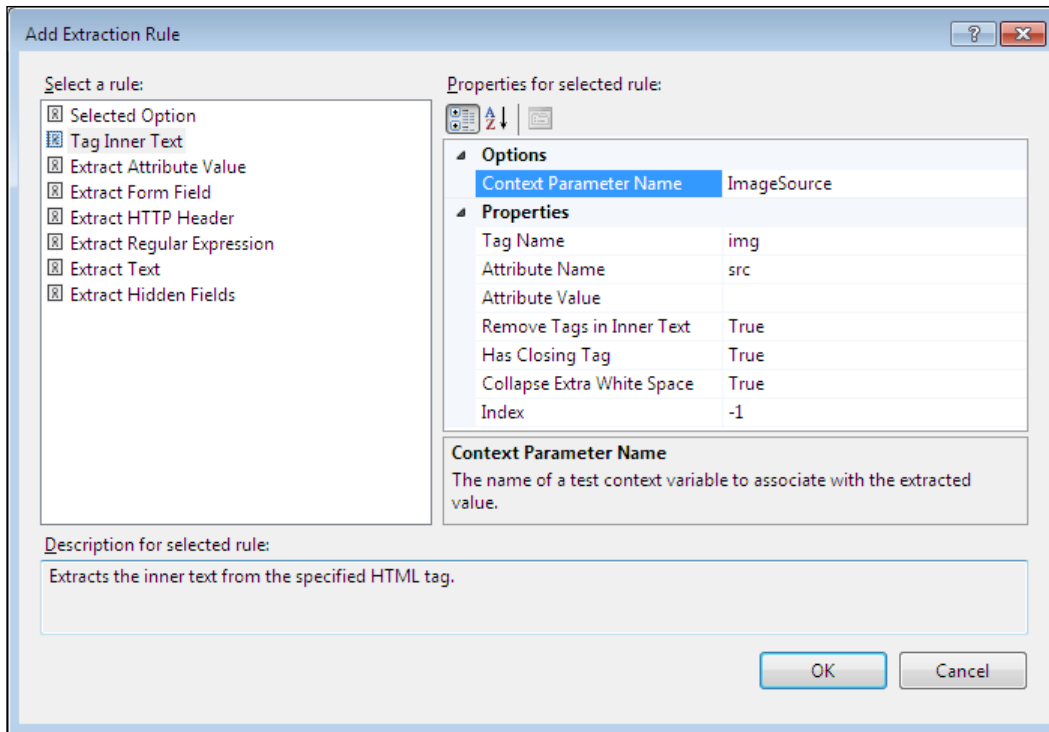 Add Extraction Rule
Select a rule:
Selected Option
Tag Inner Text
Extract Attribute Value
Extract Form Field
Extract HTTP Header
Extract Regular Expression
Extract Text
Extract Hidden Fields
Properties for selected rule:
Options
Context Parameter Name ImageSource
Properties
Tag Name img
Attribute Name src
Attribute Value
Remove Tags in Inner Text True
Has Closing Tag True
Collapse Extra White Space True
Index -1
Context Parameter Name
The name of a test context variable to associate with the extracted
value.
Description for selected rule:
Extracts the inner text from the specified HTML tag.
OK Cancel